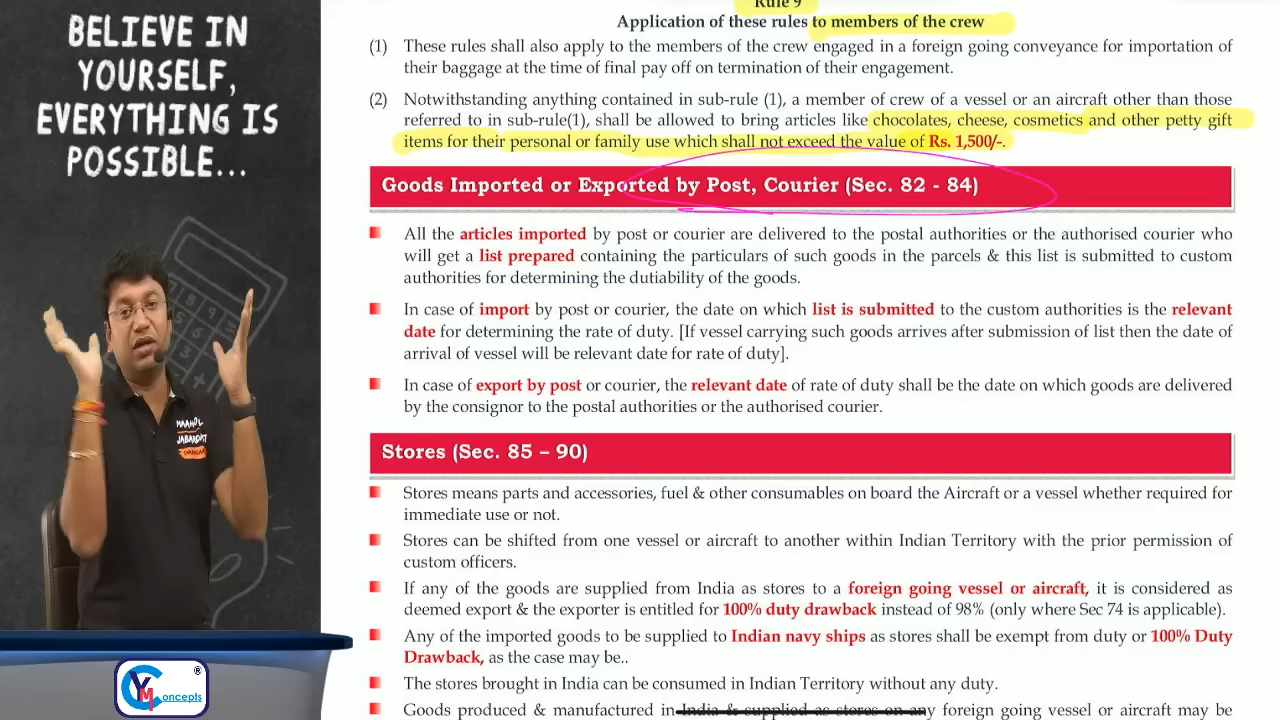 BELIEVE IN
YOURSELF,
EVERYTHING IS
POSSIBLE...
MAAHOL
JABARDAST
YM Concepts ®
Rule 9
Application of these rules to members of the crew
(1) These rules shall also apply to the members of the crew engaged in a foreign going conveyance for importation of
their baggage at the time of final pay off on termination of their engagement.
(2) Notwithstanding anything contained in sub-rule (1), a member of crew of a vessel or an aircraft other than those
referred to in sub-rule(1), shall be allowed to bring articles like chocolates, cheese, cosmetics and other petty gift
items for their personal or family use which shall not exceed the value of Rs. 1,500/-.
Goods Imported or Exported by Post, Courier (Sec. 82 - 84)
All the articles imported by post or courier are delivered to the postal authorities or the authorised courier who
will get a list prepared containing the particulars of such goods in the parcels & this list is submitted to custom
authorities for determining the dutiability of the goods.
In case of import by post or courier, the date on which list is submitted to the custom authorities is the relevant
date for determining the rate of duty. [If vessel carrying such goods arrives after submission of list then the date of
arrival of vessel will be relevant date for rate of duty].
In case of export by post or courier, the relevant date of rate of duty shall be the date on which goods are delivered
by the consignor to the postal authorities or the authorised courier.
Stores (Sec. 85 – 90)
Stores means parts and accessories, fuel & other consumables on board the Aircraft or a vessel whether required for
immediate use or not.
Stores can be shifted from one vessel or aircraft to another within Indian Territory with the prior permission of
custom officers.
If any of the goods are supplied from India as stores to a foreign going vessel or aircraft, it is considered as
deemed export & the exporter is entitled for 100% duty drawback instead of 98% (only where Sec 74 is applicable).
Any of the imported goods to be supplied to Indian navy ships as stores shall be exempt from duty or 100% Duty
Drawback, as the case may be..
The stores brought in India can be consumed in Indian Territory without any duty.
Goods produced & manufactured in India & supplied as stores on any foreign going vessel or aircraft may be